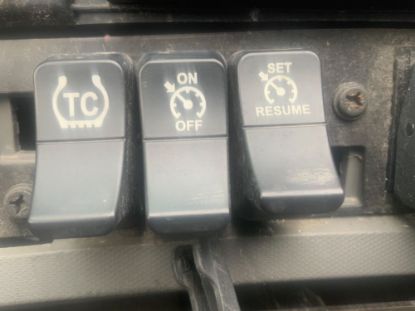 TC
ON
OFF
SET
RESUME